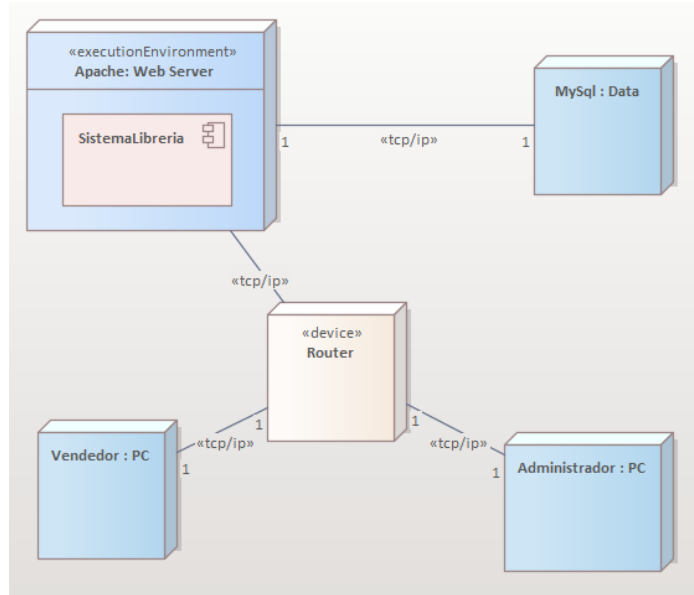 «executionEnvironment»
Apache: Web Server
SistemaLibreria
MySql : Data
1
«tcp/ip»
1
«tcp/ip»
«device»
Router
1
«tcp/ip»
1
1
«tcp/ip»
1
Vendedor : PC
Administrador : PC